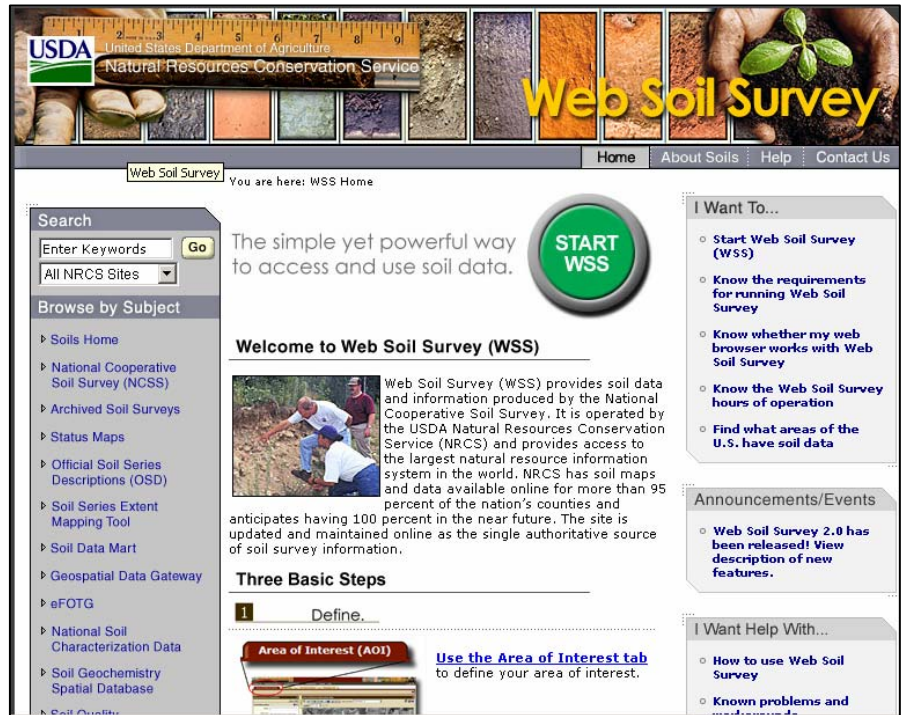 USDA
United States Department of Agriculture
Natural Resources Conservation Service
Web Soil Survey
Home
About Soils
Help
Contact Us
Web Soil Survey
You are here: WSS Home
Search
Enter Keywords
Go
All NRCS Sites
Browse by Subject
Soils Home
National Cooperative
Soil Survey (NCSS)
Archived Soil Surveys
Status Maps
Official Soil Series
Descriptions (OSD)
Soil Series Extent
Mapping Tool
Soil Data Mart
Geospatial Data Gateway
eFOTG
National Soil
Characterization Data
Soil Geochemistry
Spatial Database
Soil Quality
The simple yet powerful way
to access and use soil data.
START
WSS
Welcome to Web Soil Survey (WSS)
Web Soil Survey (WSS) provides soil data
and information produced by the National
Cooperative Soil Survey. It is operated by
the USDA Natural Resources Conservation
Service (NRCS) and provides access to
the largest natural resource information
system in the world. NRCS has soil maps
and data available online for more than 95
percent of the nation's counties and
anticipates having 100 percent in the near future. The site is
updated and maintained online as the single authoritative source
of soil survey information.
Three Basic Steps
1 Define.
Area of Interest (AOI)
Use the Area of Interest tab
to define your area of interest.
I Want To...
Start Web Soil Survey
(WSS)
Know the requirements
for running Web Soil
Survey
Know whether my web
browser works with Web
Soil Survey
Know the Web Soil Survey
hours of operation
Find what areas of the
U.S. have soil data
Announcements/Events
Web Soil Survey 2.0 has
been released! View
description of new
features.
I Want Help With...
How to use Web Soil
Survey
Known problems and